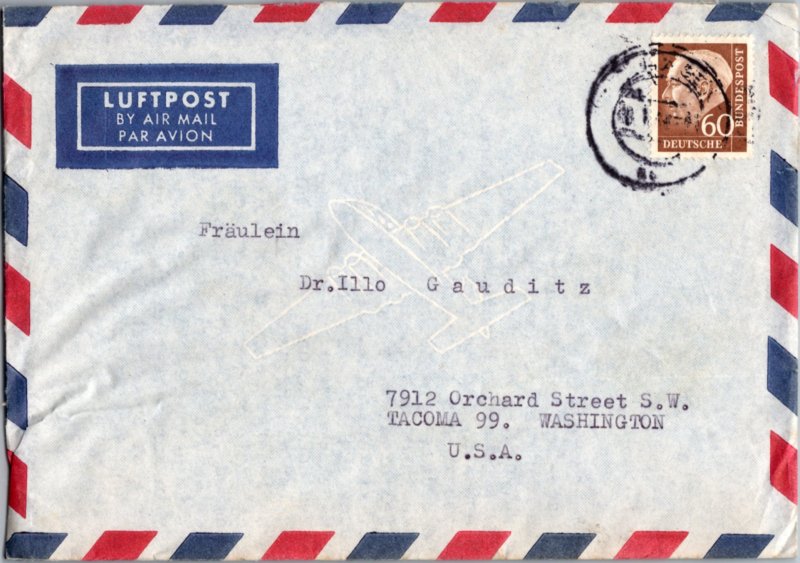 LUFTPOST
BY AIR MAIL
PAR AVION
60
DEUTSCHE
BUNDESPOST
Fräulein
Dr.Illo Gauditz
7912 Orchard Street S.W.
TACOMA 99. WASHINGTON
U.S.A.